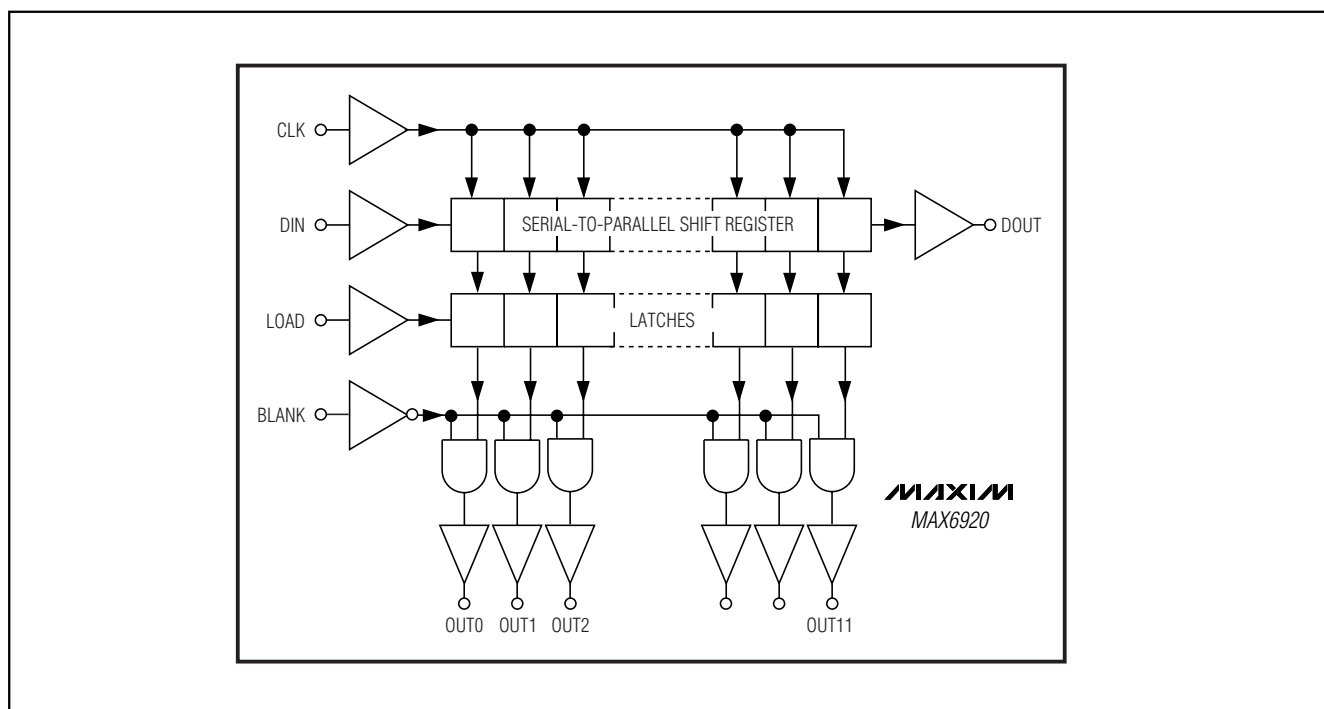 CLK
DIN
SERIAL-TO-PARALLEL SHIFT REGISTER
DOUT
LOAD
LATCHES
BLANK
MAXIM
MAX6920
OUT0
OUT1
OUT2
OUT11